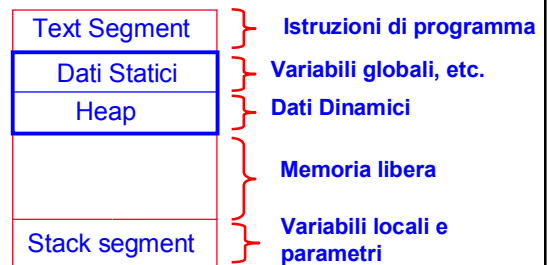 Text Segment
Istruzioni di programma
Dati Statici
Variabili globali, etc.
Heap
Dati Dinamici
Memoria libera
Stack segment
Variabili locali e
parametri